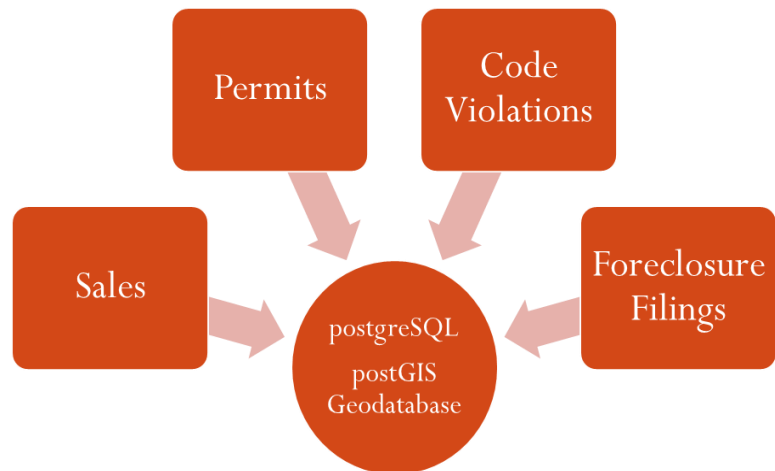 Permits
Code
Violations
Sales
Foreclosure
Filings
postgreSQL
postGIS
Geodatabase